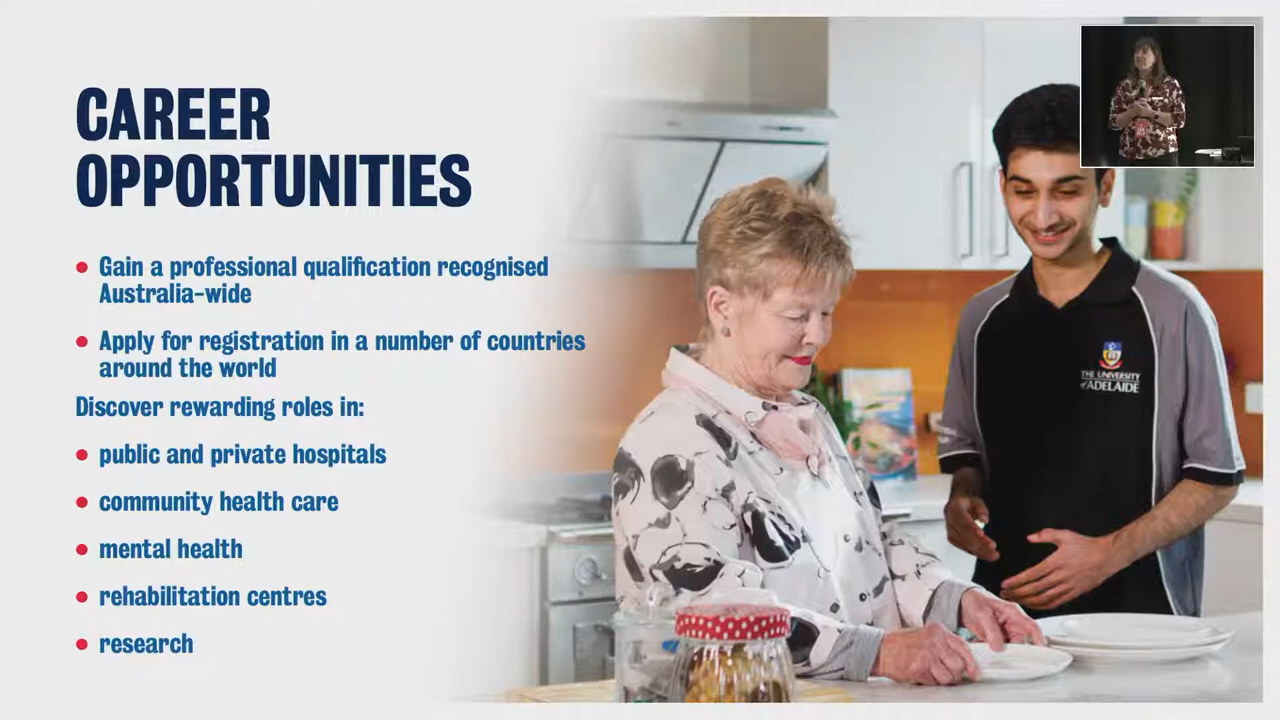 CAREER
OPPORTUNITIES
Gain a professional qualification recognised
Australia-wide
Apply for registration in a number of countries
around the world
Discover rewarding roles in:
public and private hospitals
community health care
mental health
rehabilitation centres
research
THE UNIVERSITY
of ADELAIDE